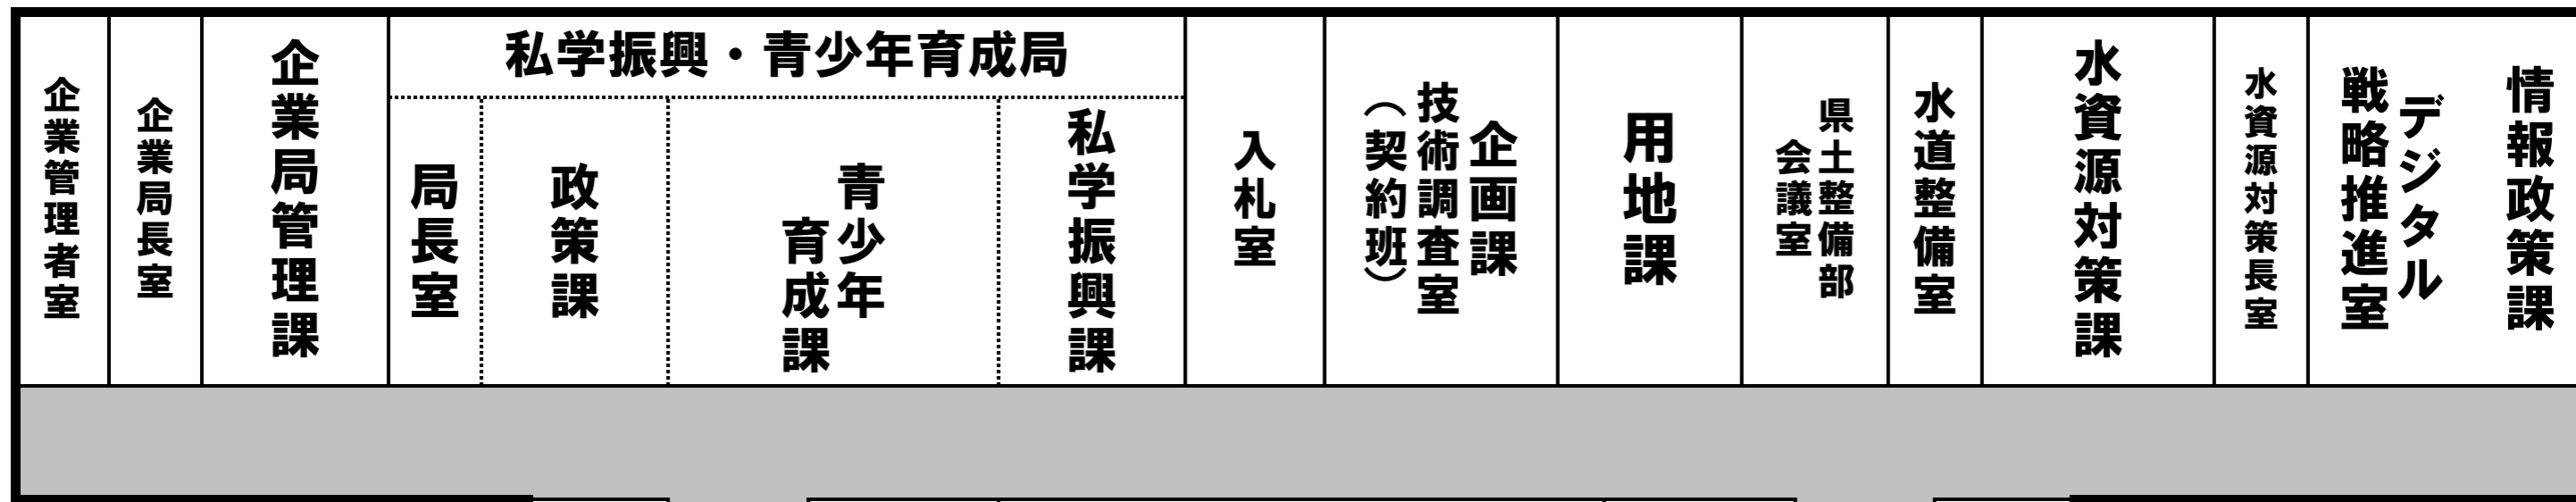 企業管理者室
企業局長室
企業局管理課
私学振興・青少年育成局
局長室
政策課
青少年
育成課
私学振興課
入札室
企画課
技術調査室
（契約班）
用地課
県土整備部
会議室
水道整備室
水資源対策課
水資源対策長室
デジタル
戦略推進室
情報政策課